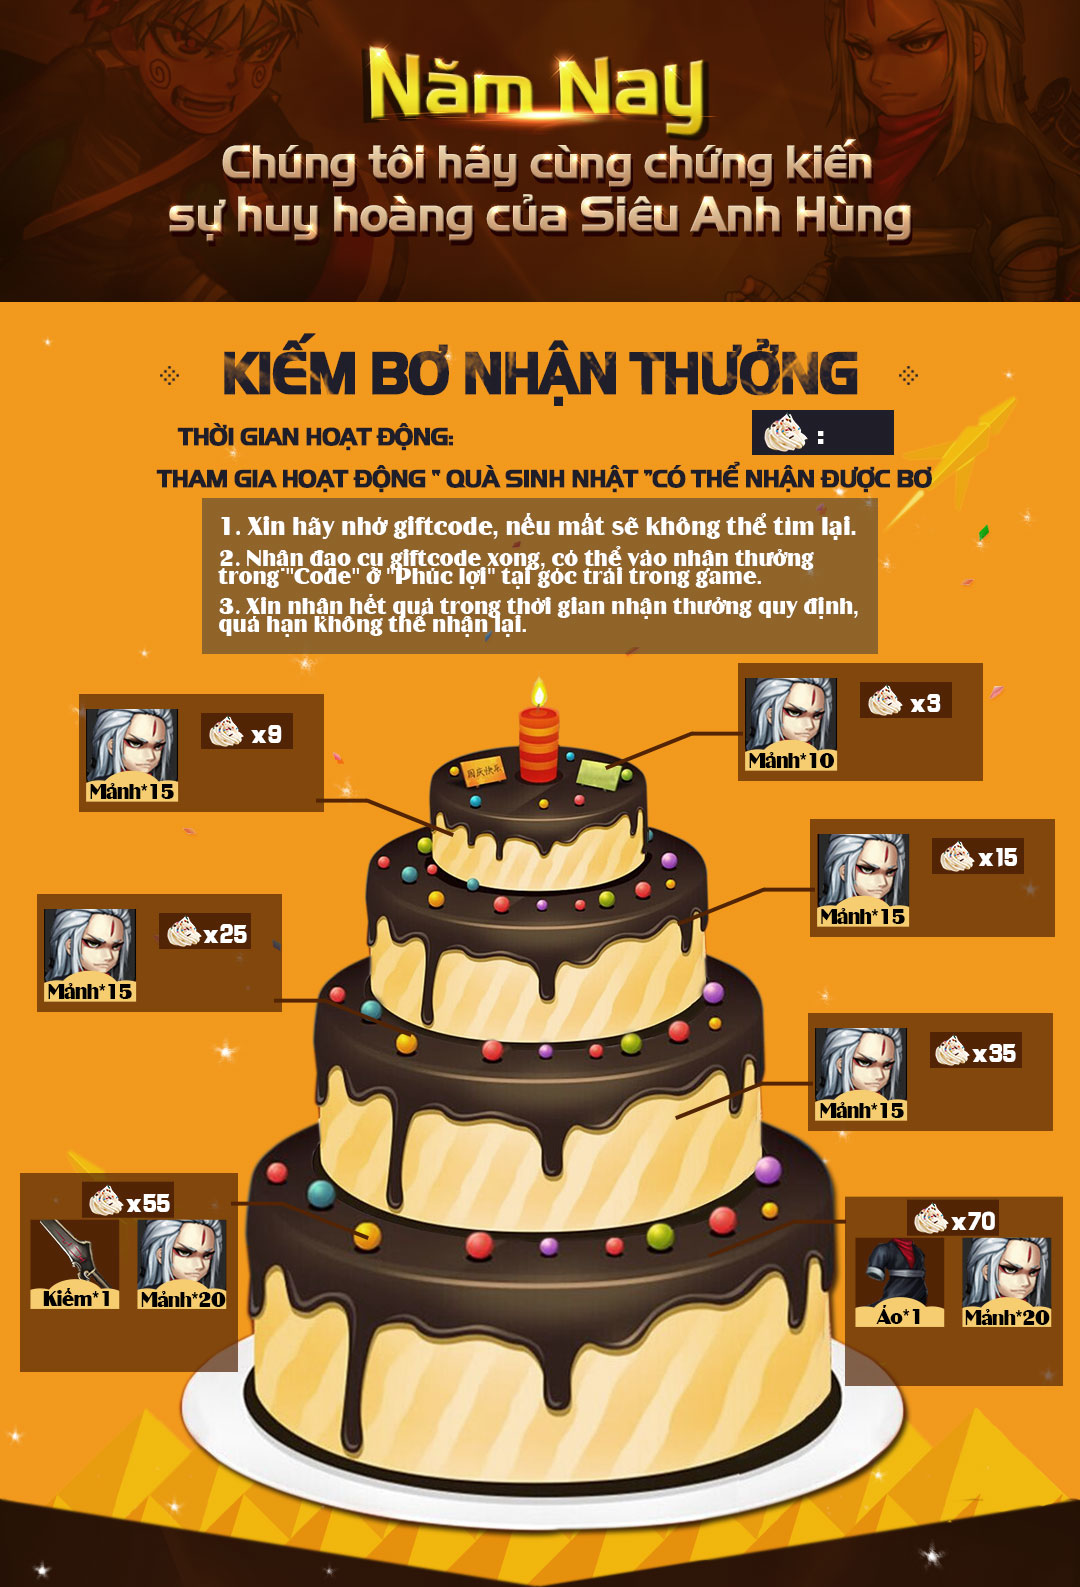 Năm Nay
Chúng tôi hãy cùng chứng kiến
sự huy hoàng của Siêu Anh Hùng
KIẾM BƠ NHẬN THƯỞNG
THỜI GIAN HOẠT ĐỘNG:
:
THAM GIA HOẠT ĐỘNG " QUÀ SINH NHẬT "CÓ THỂ NHẬN ĐƯỢC BƠ
1. Xin hãy nhớ giftcode, nếu mất sẽ không thể tìm lại.
2. Nhận đạo cụ giftcode xong, có thể vào nhận thưởng
trong "Code" ở "Phúc lợi" tại góc trái trong game.
3. Xin nhận hết quà trong thời gian nhận thưởng quy định,
quá hạn không thể nhận lại.
x3
Mảnh*10
x9
Mảnh*15
国庆快乐
x15
Mảnh*15
x25
Mảnh*15
x35
Mảnh*15
x55
Kiếm*1
Mảnh*20
x70
Áo*1
Mảnh*20